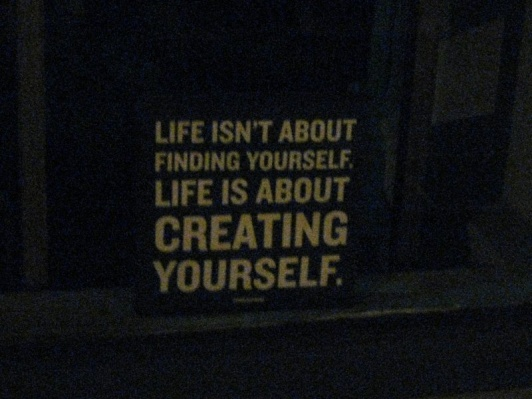 LIFE ISN'T ABOUT
FINDING YOURSELF.
LIFE IS ABOUT
CREATING
YOURSELF.